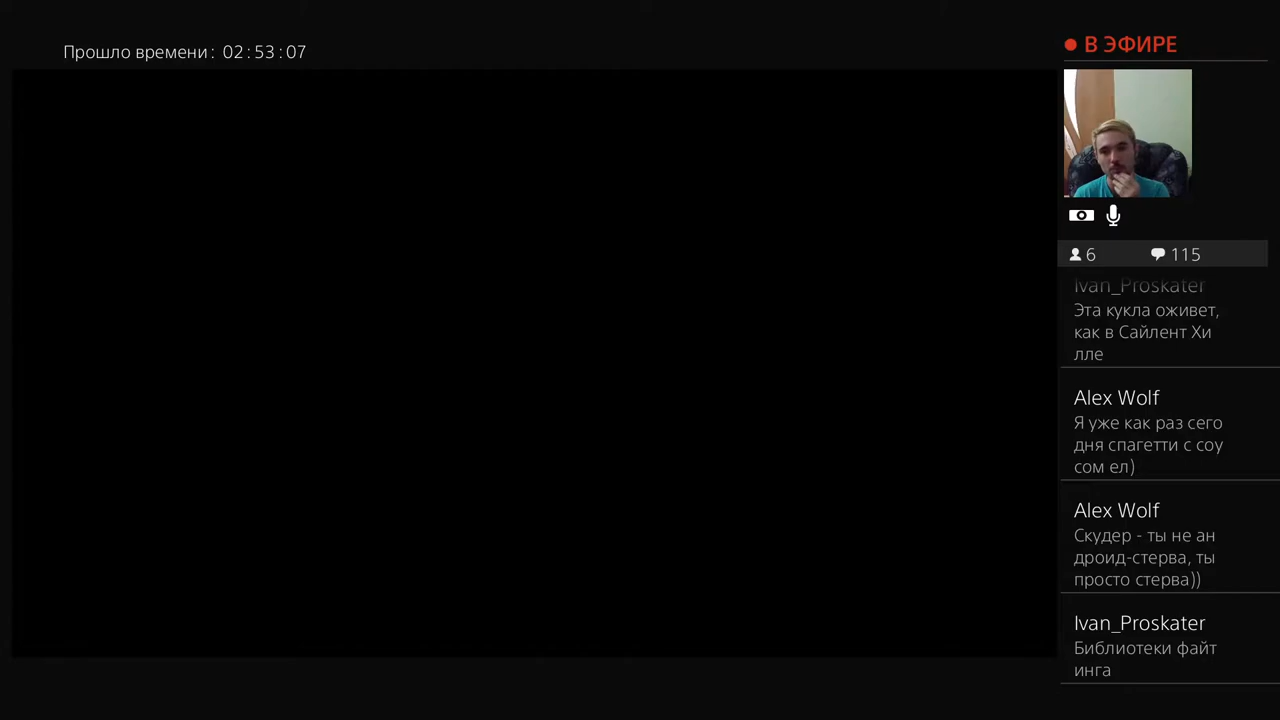 Прошло времени: 02:53:07
В ЭФИРЕ
6 115
Ivan_Proskater
Эта кукла оживет,
как в Сайлент Хи
лле
Alex Wolf
Я уже как раз сего
дня спагетти с соу
сом ел)
Alex Wolf
Скудер - ты не ан
дроид-стерва, ты
просто стерва))
Ivan_Proskater
Библиотеки файт
инга